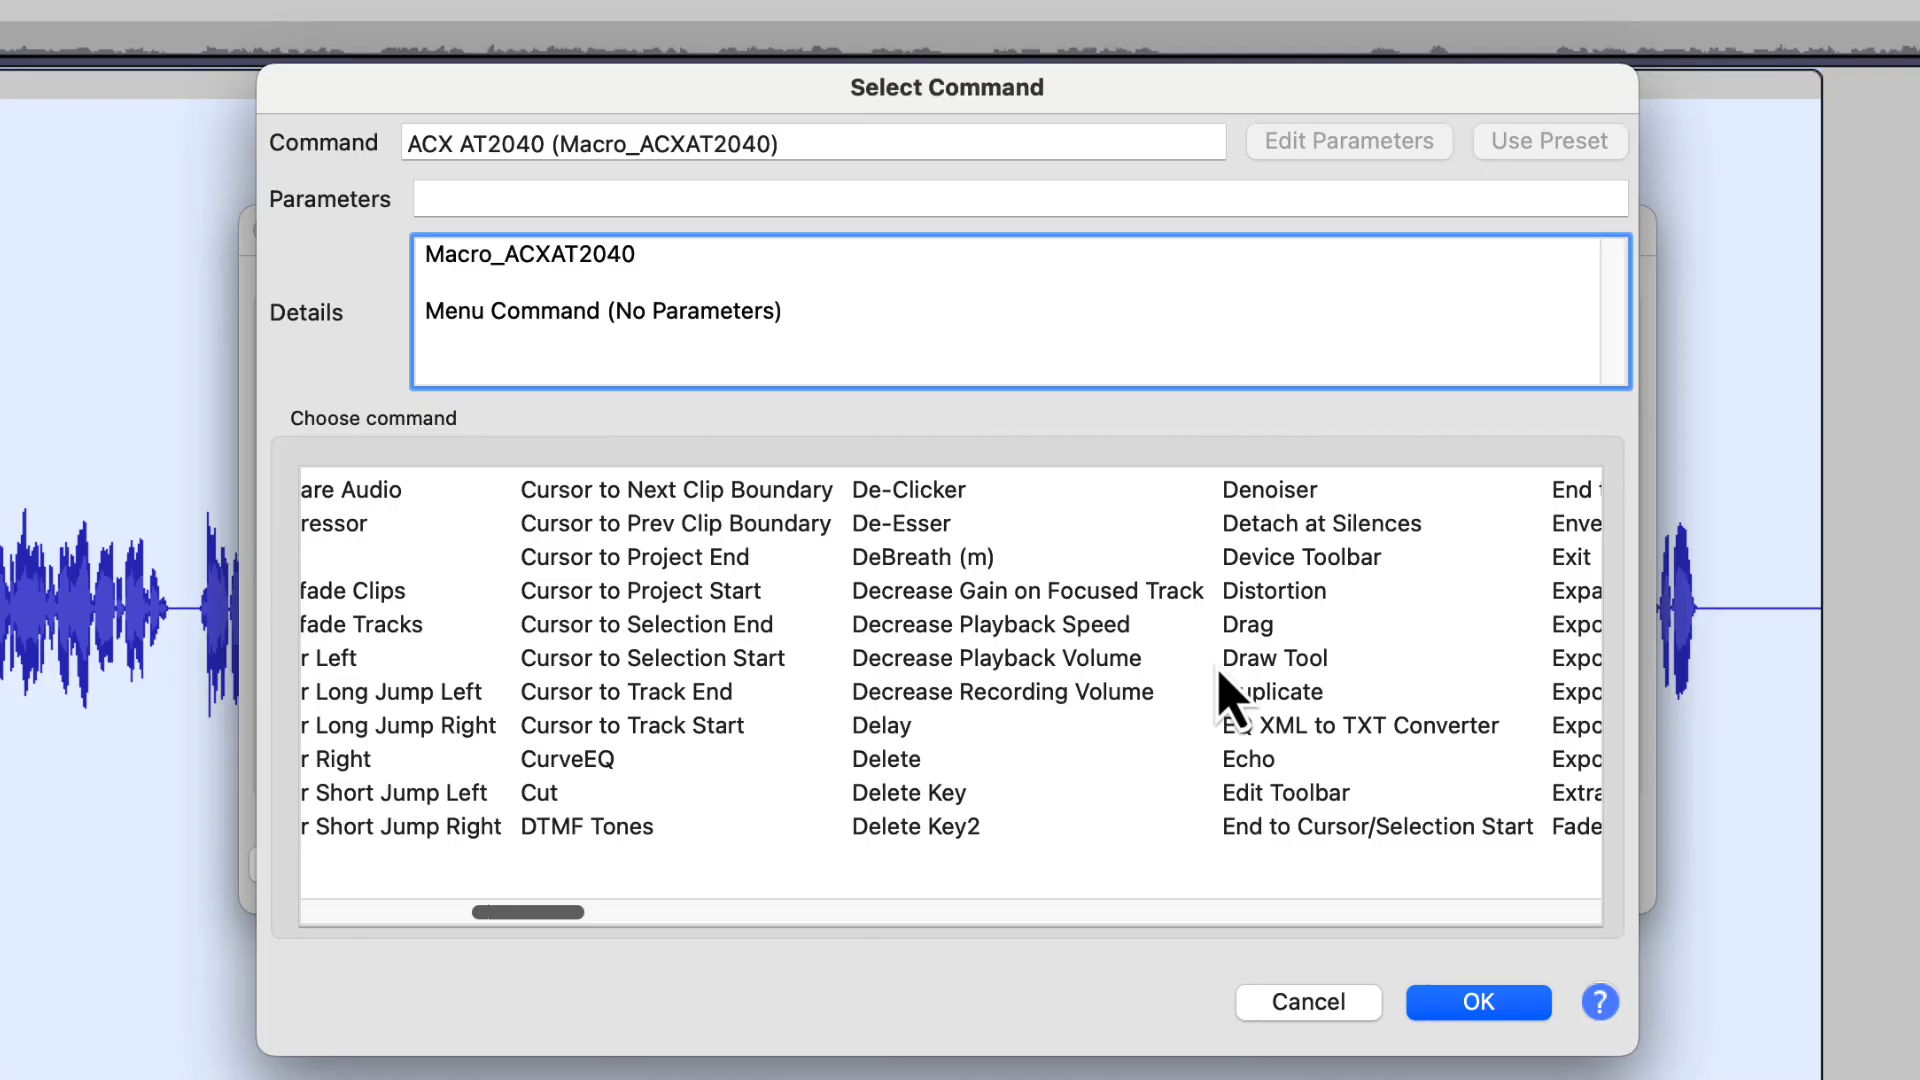 Select Command
Command
ACX AT2040 (Macro_ACXAT2040)
Edit Parameters
Use Preset
Parameters
Details
Macro_ACXAT2040
Menu Command (No Parameters)
Choose command
are Audio
ressor
fade Clips
fade Tracks
r Left
r Long Jump Left
r Long Jump Right
r Right
r Short Jump Left
r Short Jump Right
Cursor to Next Clip Boundary
Cursor to Prev Clip Boundary
Cursor to Project End
Cursor to Project Start
Cursor to Selection End
Cursor to Selection Start
Cursor to Track End
Cursor to Track Start
CurveEQ
Cut
DTMF Tones
De-Clicker
De-Esser
DeBreath (m)
Decrease Gain on Focused Track
Decrease Playback Speed
Decrease Playback Volume
Decrease Recording Volume
Delay
Delete
Delete Key
Delete Key2
Denoiser
Detach at Silences
Device Toolbar
Distortion
Drag
Draw Tool
uplicate
EQ XML to TXT Converter
Echo
Edit Toolbar
End to Cursor/Selection Start
End
Enve
Exit
Expa
Expo
Expo
Expo
Expo
Expo
Extra
Fade
Cancel
OK
?